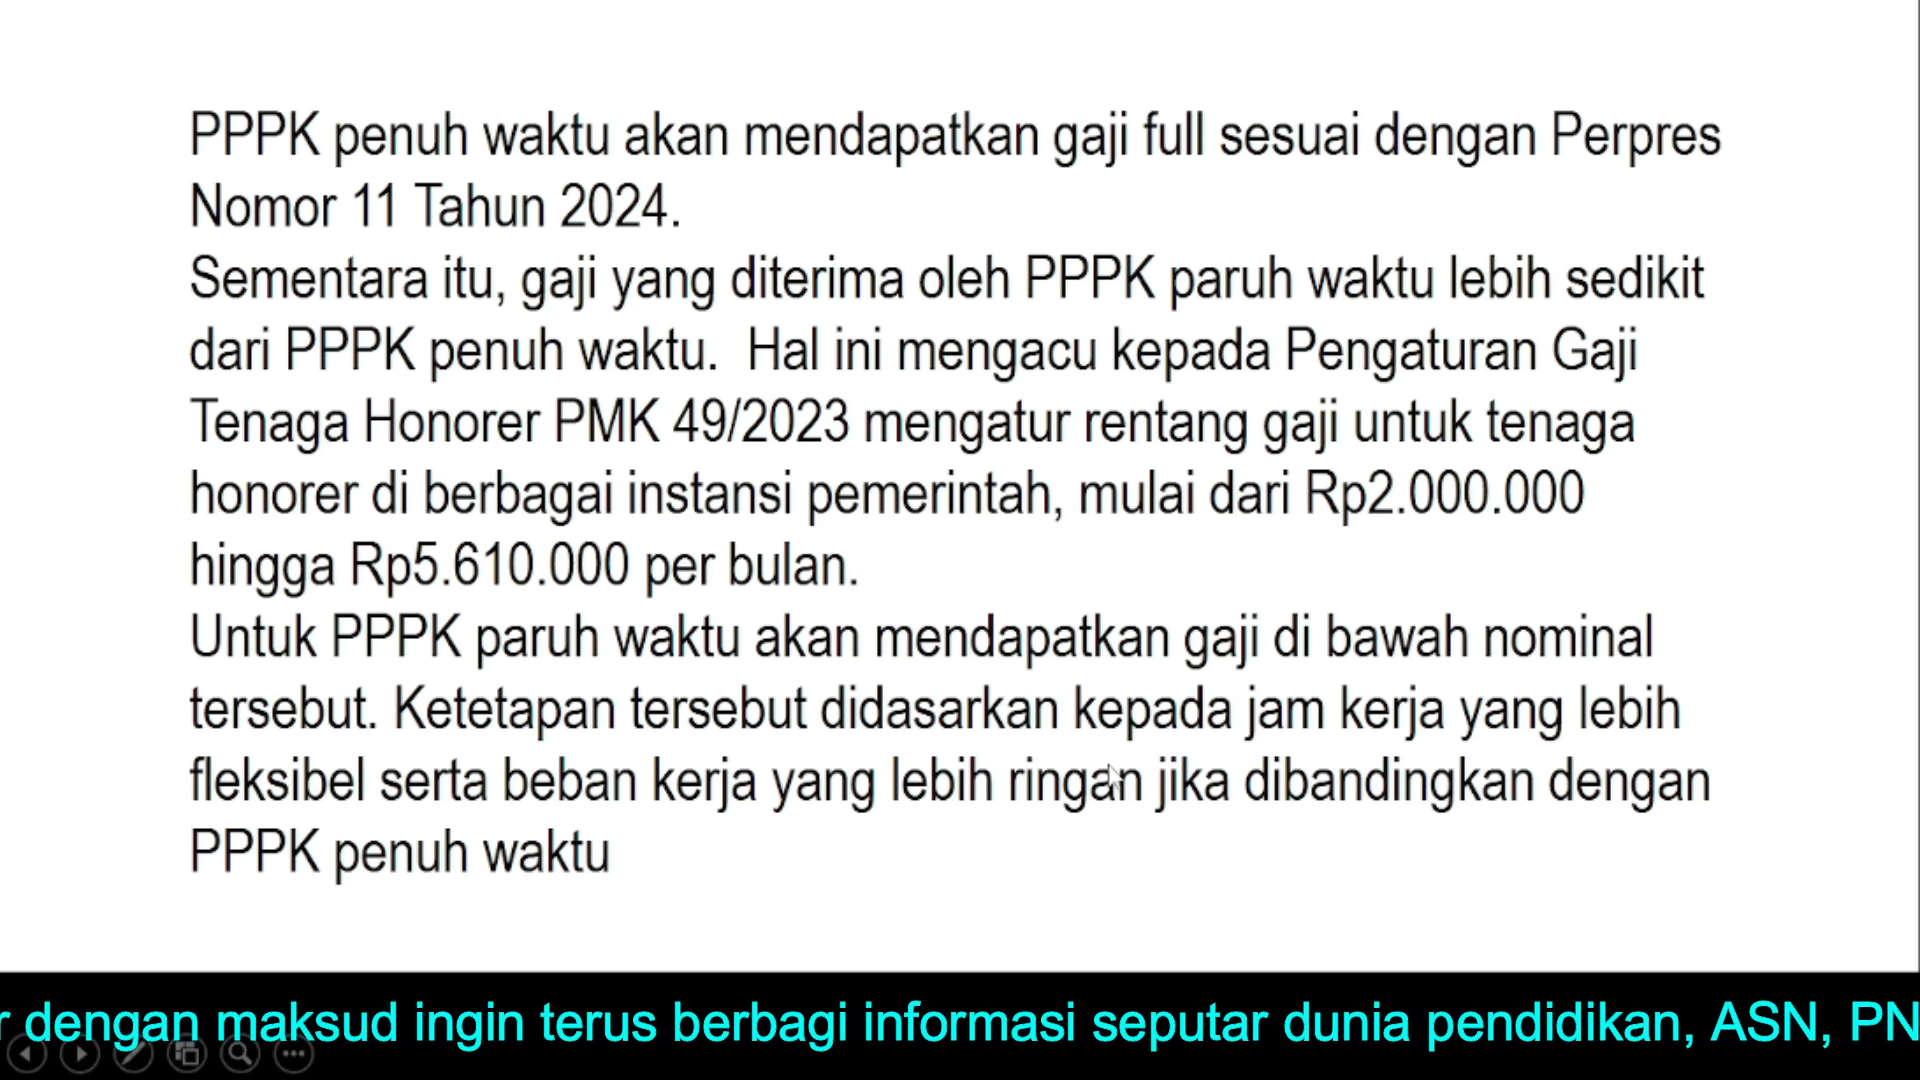 PPPK penuh waktu akan mendapatkan gaji full sesuai dengan Perpres
Nomor 11 Tahun 2024.
Sementara itu, gaji yang diterima oleh PPPK paruh waktu lebih sedikit
dari PPPK penuh waktu.  Hal ini mengacu kepada Pengaturan Gaji
Tenaga Honorer PMK 49/2023 mengatur rentang gaji untuk tenaga
honorer di berbagai instansi pemerintah, mulai dari Rp2.000.000
hingga Rp5.610.000 per bulan.
Untuk PPPK paruh waktu akan mendapatkan gaji di bawah nominal
tersebut. Ketetapan tersebut didasarkan kepada jam kerja yang lebih
fleksibel serta beban kerja yang lebih ringan jika dibandingkan dengan
PPPK penuh waktu
r dengan maksud ingin terus berbagi informasi seputar dunia pendidikan, ASN, PN